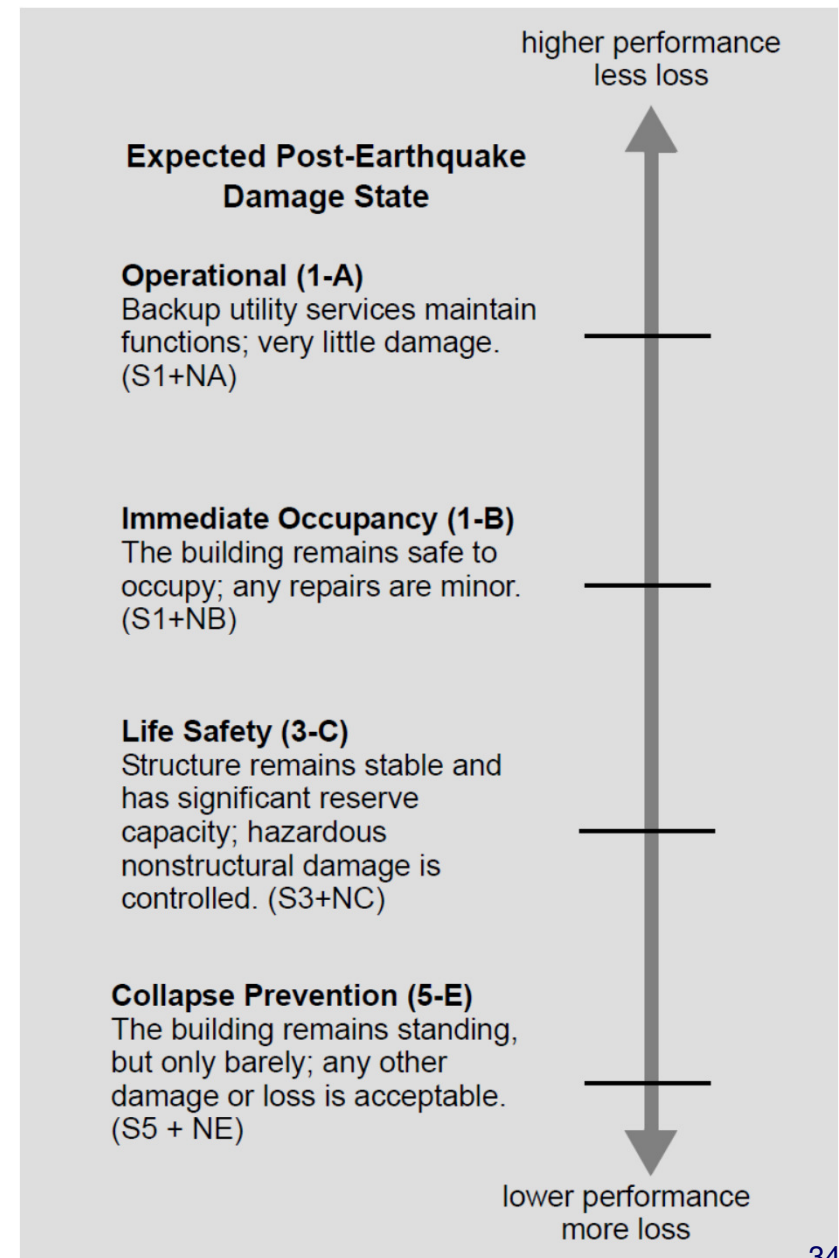 higher performance
less loss
Expected Post-Earthquake
Damage State
Operational (1-A)
Backup utility services maintain
functions; very little damage.
(S1+NA)
Immediate Occupancy (1-B)
The building remains safe to
occupy; any repairs are minor.
(S1+NB)
Life Safety (3-C)
Structure remains stable and
has significant reserve
capacity; hazardous
nonstructural damage is
controlled. (S3+NC)
Collapse Prevention (5-E)
The building remains standing,
but only barely; any other
damage or loss is acceptable.
(S5 + NE)
lower performance
more loss
34